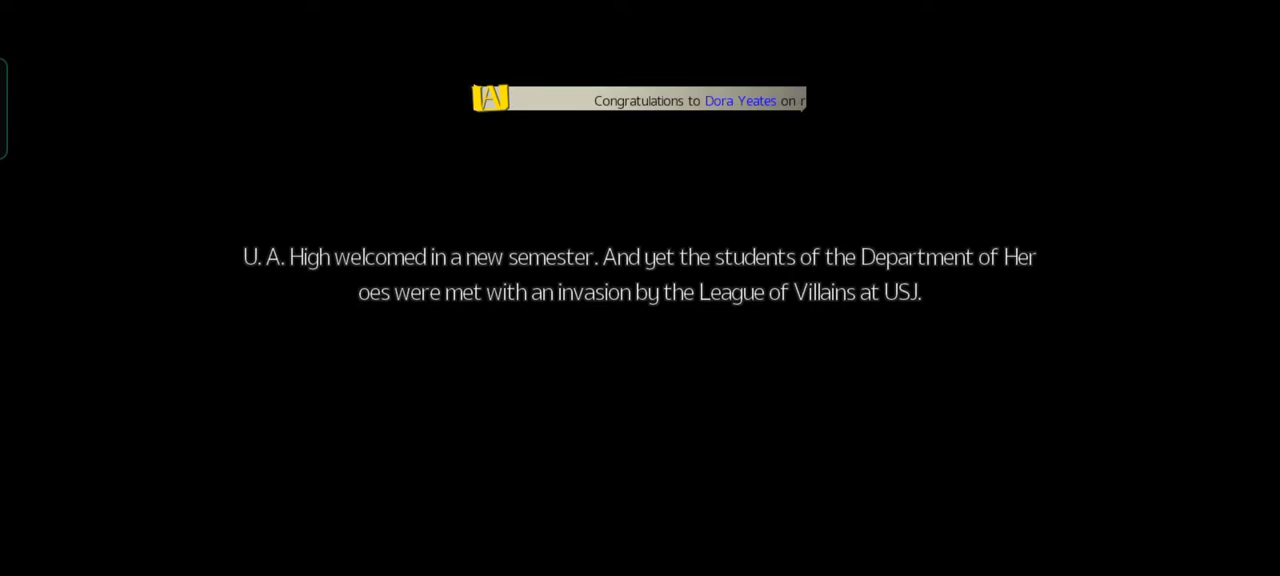 Congratulations to Dora Yeates on r
U. A. High welcomed in a new semester. And yet the students of the Department of Her
oes were met with an invasion by the League of Villains at USJ.